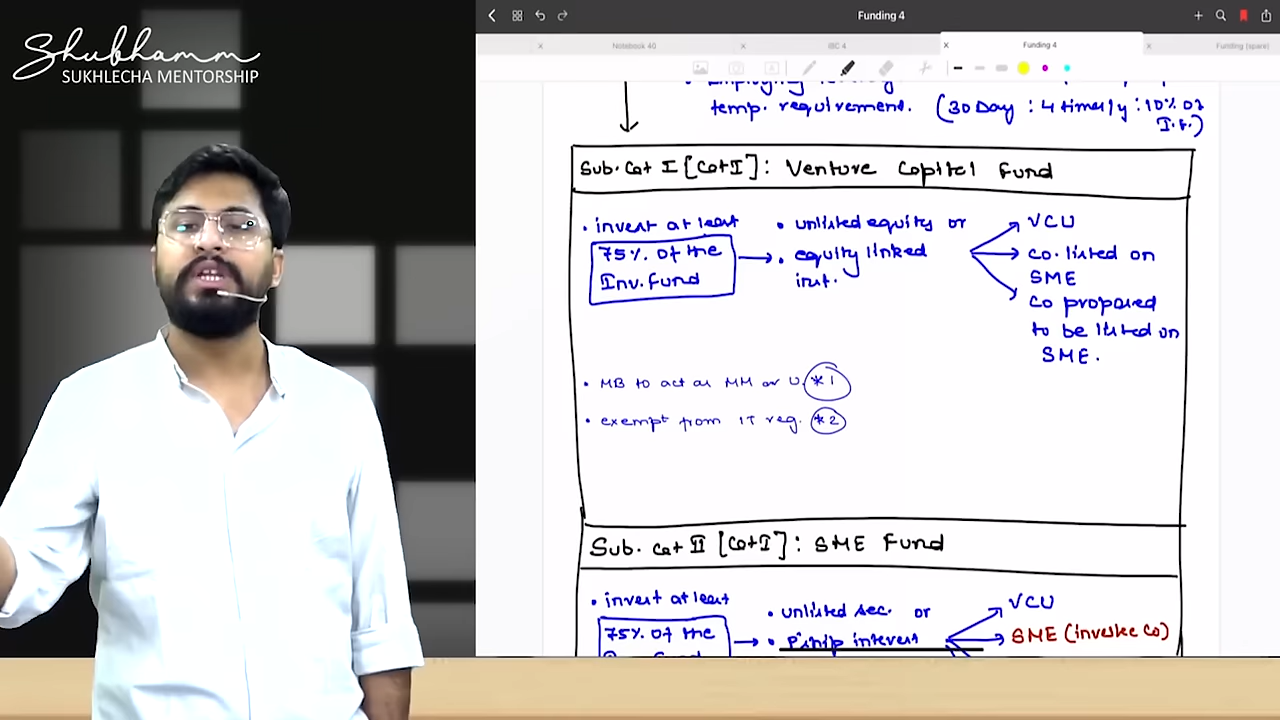 Shubhamm
SUKHLECHA MENTORSHIP
Funding 4
Notebook 40
IBC 4
Funding 4
Funding (spare)
temp. requirement. (30 Day : 4 times/y : 10% of
I.F.)
Sub. Cat I [Cat I] : Venture Capital Fund
• invest at least
75% of the
Inv. Fund
• unlisted equity or
• equity linked
inst.
VCU
co. listed on
SME
co proposed
to be listed on
SME.
• MB to act as MM or U. *1
• exempt from IT reg. *2
Sub. cat II [Cat I] : SME Fund
• invest at least
75% of the
• unlisted sec. or
• P'ship interest
VCU
SME (investee co)